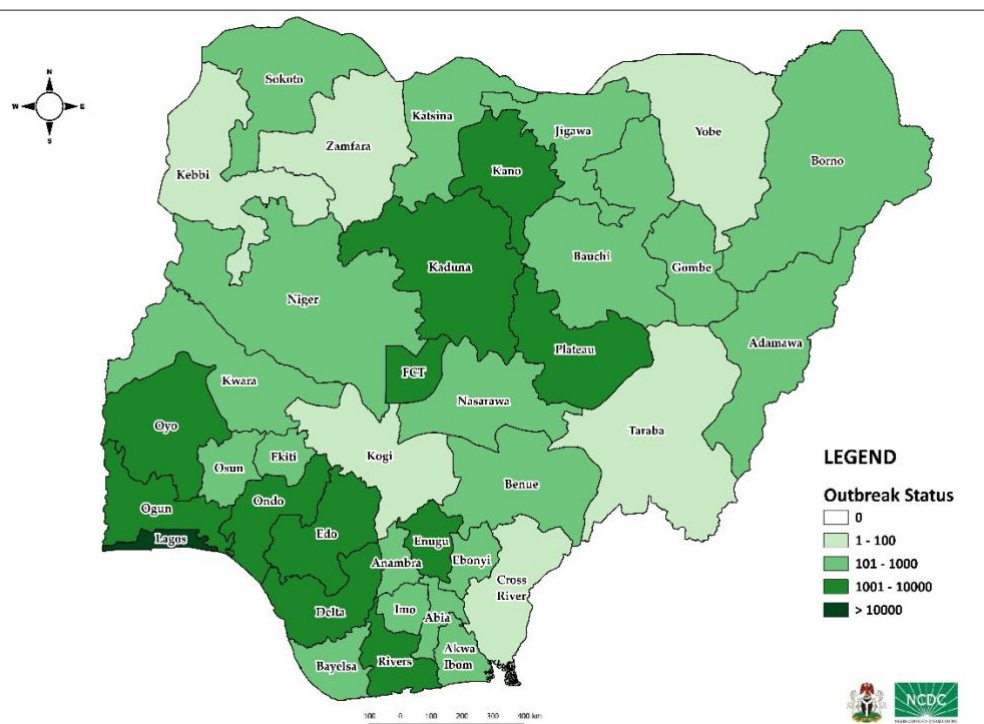 N
W E
S
Sokoto
Katsina
Jigawa
Yobe
Zamfara
Borno
Kano
Kebbi
Bauchi
Kaduna
Gombe
Niger
Adamawa
Plateau
FCT
Kwara
Nasarawa
Oyo
Taraba
Kogi
Ekiti
Osun
Benue
Ondo
Ogun
Edo
Lagos
Enugu
Anambra
Ebonyi
Cross
River
Delta
Imo
Abia
Akwa
Ibom
Rivers
Bayelsa
LEGEND
Outbreak Status
0
1 - 100
101 - 1000
1001 - 10000
> 10000
100 0 100 200 300 400 km
NCDC